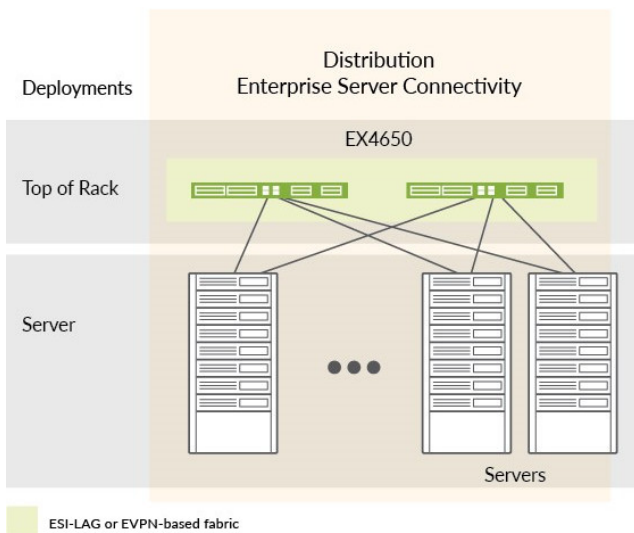 Distribution
Enterprise Server Connectivity
Deployments
EX4650
Top of Rack
Server
Servers
ESI-LAG or EVPN-based fabric